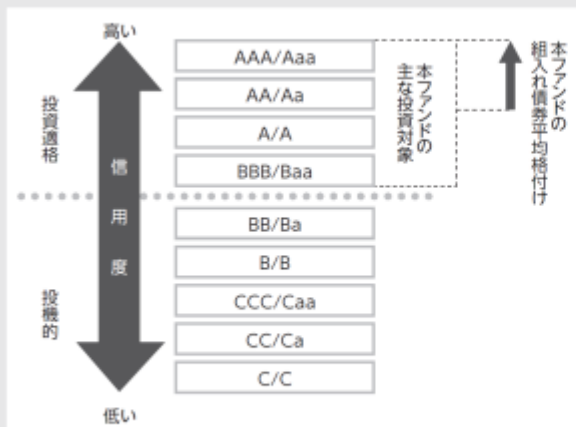 高い
AAA/Aaa
AA/Aa
A/A
BBB/Baa
BB/Ba
B/B
CCC/Caa
CC/Ca
C/C
低い
投資適格
投機的
信用度
本ファンドの
主な投資対象
本ファンドの
組入れ債券平均格付け